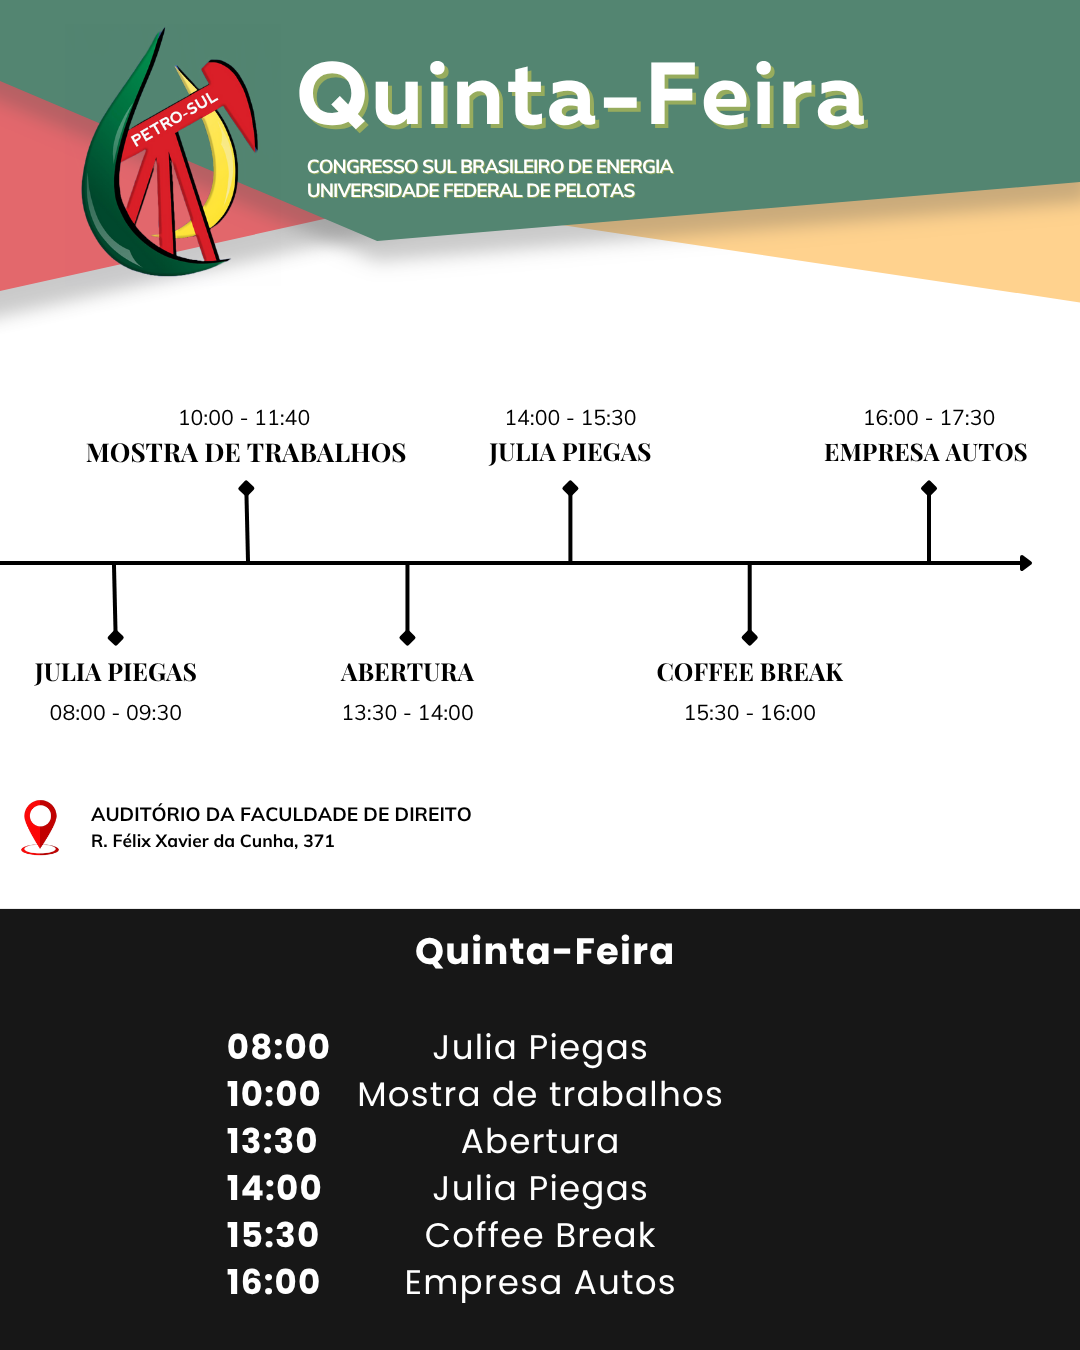 PETRO-SUL
Quinta-Feira
CONGRESSO SUL BRASILEIRO DE ENERGIA
UNIVERSIDADE FEDERAL DE PELOTAS
10:00 - 11:40
MOSTRA DE TRABALHOS
14:00 - 15:30
JULIA PIEGAS
16:00 - 17:30
EMPRESA AUTOS
JULIA PIEGAS
08:00 - 09:30
ABERTURA
13:30 - 14:00
COFFEE BREAK
15:30 - 16:00
AUDITÓRIO DA FACULDADE DE DIREITO
R. Félix Xavier da Cunha, 371
Quinta-Feira
08:00 Julia Piegas
10:00 Mostra de trabalhos
13:30 Abertura
14:00 Julia Piegas
15:30 Coffee Break
16:00 Empresa Autos